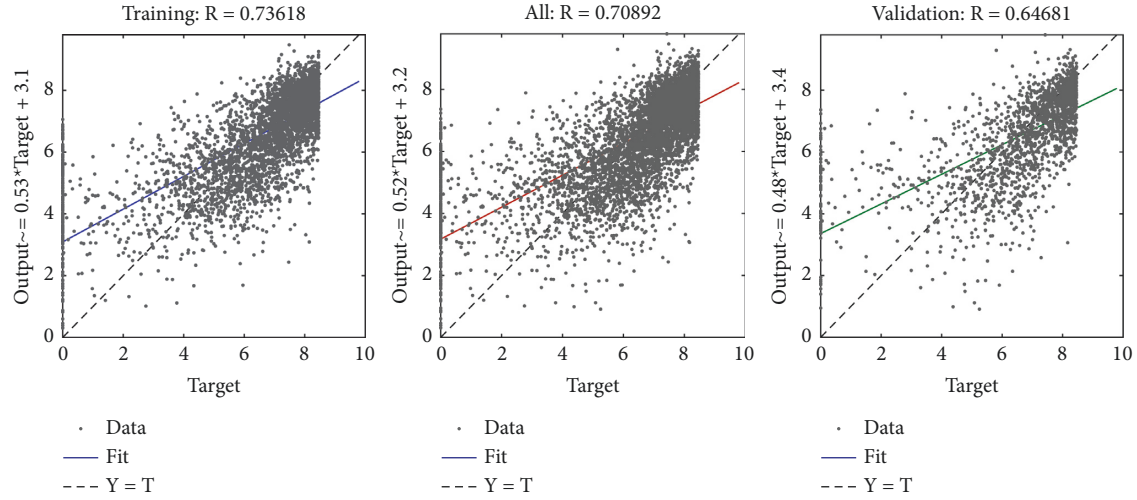 Training: R = 0.73618
Output~= 0.53*Target + 3.1
8
6
4
2
0
0 2 4 6 8 10
Target
Data
Fit
Y = T
All: R = 0.70892
Output~= 0.52*Target + 3.2
8
6
4
2
0
0 2 4 6 8 10
Target
Data
Fit
Y = T
Validation: R = 0.64681
Output~= 0.48*Target + 3.4
8
6
4
2
0
0 2 4 6 8 10
Target
Data
Fit
Y = T